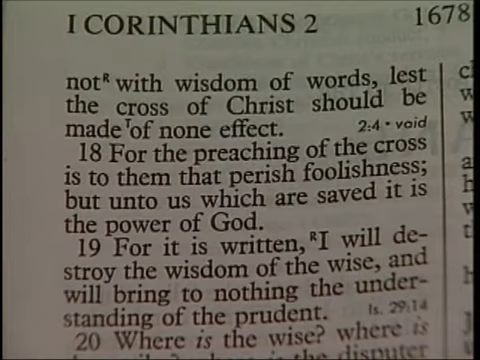 I CORINTHIANS 2
1678
notᴿ with wisdom of words, lest
the cross of Christ should be
made ᵀof none effect. 2:4 • void
18 For the preaching of the cross
is to them that perish foolishness;
but unto us which are saved it is
the power of God.
19 For it is written, ᴿI will de-
stroy the wisdom of the wise, and
will bring to nothing the under-
standing of the prudent. Is. 29:14
20 Where is the wise? where is
the disputer